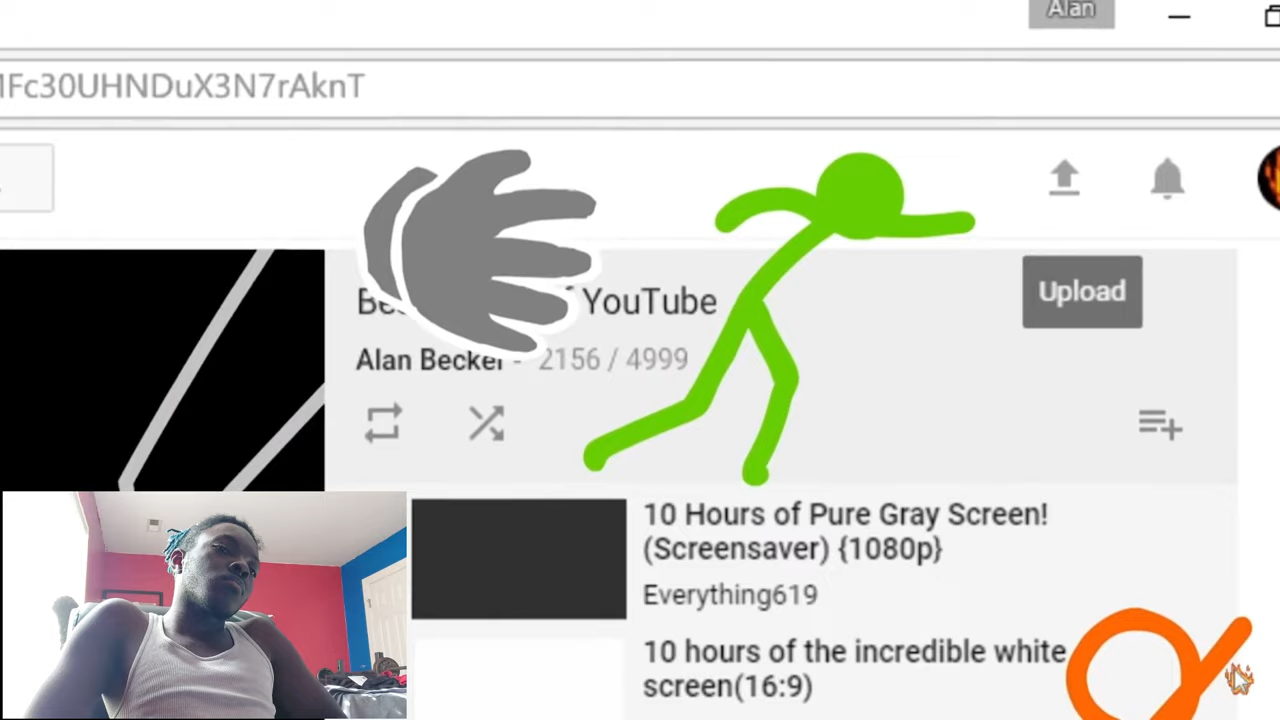 Alan
Fc30UHNDuX3N7rAknT
Upload
YouTube
Alan Becker - 2156 / 4999
10 Hours of Pure Gray Screen!
(Screensaver) {1080p}
Everything619
10 hours of the incredible white
screen(16:9)